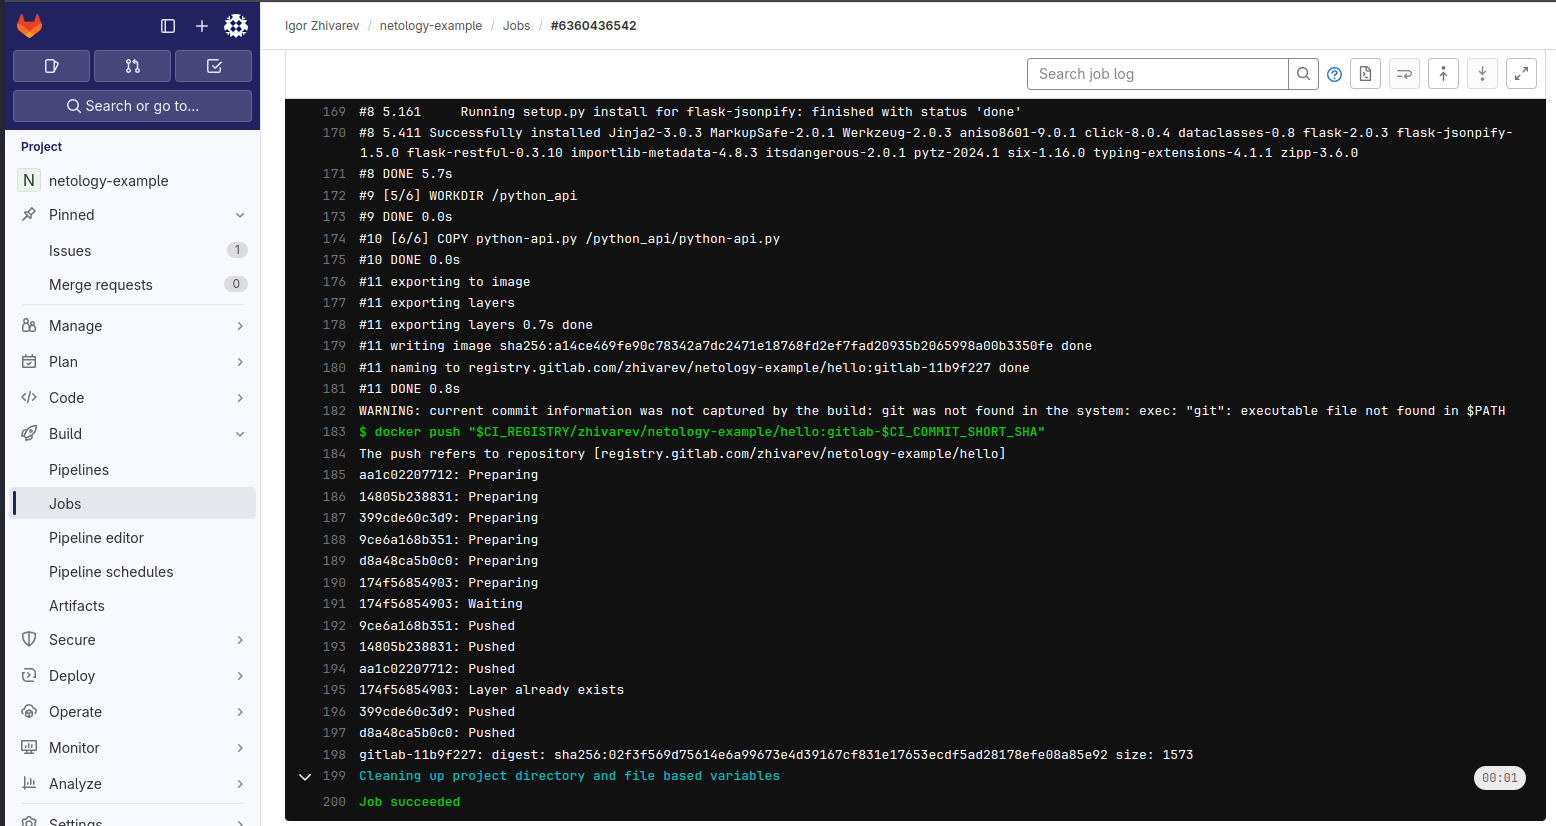 Igor Zhivarev / netology-example / Jobs / #6360436542
Search or go to...
Search job log
Project
N netology-example
Pinned
Issues 1
Merge requests 0
Manage
Plan
Code
Build
Pipelines
Jobs
Pipeline editor
Pipeline schedules
Artifacts
Secure
Deploy
Operate
Monitor
Analyze
Settings
169 #8 5.161     Running setup.py install for flask-jsonpify: finished with status 'done'
170 #8 5.411 Successfully installed Jinja2-3.0.3 MarkupSafe-2.0.1 Werkzeug-2.0.3 aniso8601-9.0.1 click-8.0.4 dataclasses-0.8 flask-2.0.3 flask-jsonpify-
1.5.0 flask-restful-0.3.10 importlib-metadata-4.8.3 itsdangerous-2.0.1 pytz-2024.1 six-1.16.0 typing-extensions-4.1.1 zipp-3.6.0
171 #8 DONE 5.7s
172 #9 [5/6] WORKDIR /python_api
173 #9 DONE 0.0s
174 #10 [6/6] COPY python-api.py /python_api/python-api.py
175 #10 DONE 0.0s
176 #11 exporting to image
177 #11 exporting layers
178 #11 exporting layers 0.7s done
179 #11 writing image sha256:a14ce469fe90c78342a7dc2471e18768fd2ef7fad20935b2065998a00b3350fe done
180 #11 naming to registry.gitlab.com/zhivarev/netology-example/hello:gitlab-11b9f227 done
181 #11 DONE 0.8s
182 WARNING: current commit information was not captured by the build: git was not found in the system: exec: "git": executable file not found in $PATH
183 $ docker push "$CI_REGISTRY/zhivarev/netology-example/hello:gitlab-$CI_COMMIT_SHORT_SHA"
184 The push refers to repository [registry.gitlab.com/zhivarev/netology-example/hello]
185 aa1c02207712: Preparing
186 14805b238831: Preparing
187 399cde60c3d9: Preparing
188 9ce6a168b351: Preparing
189 d8a48ca5b0c0: Preparing
190 174f56854903: Preparing
191 174f56854903: Waiting
192 9ce6a168b351: Pushed
193 14805b238831: Pushed
194 aa1c02207712: Pushed
195 174f56854903: Layer already exists
196 399cde60c3d9: Pushed
197 d8a48ca5b0c0: Pushed
198 gitlab-11b9f227: digest: sha256:02f3f569d75614e6a99673e4d39167cf831e17653ecdf5ad28178efe08a85e92 size: 1573
199 Cleaning up project directory and file based variables 00:01
200 Job succeeded